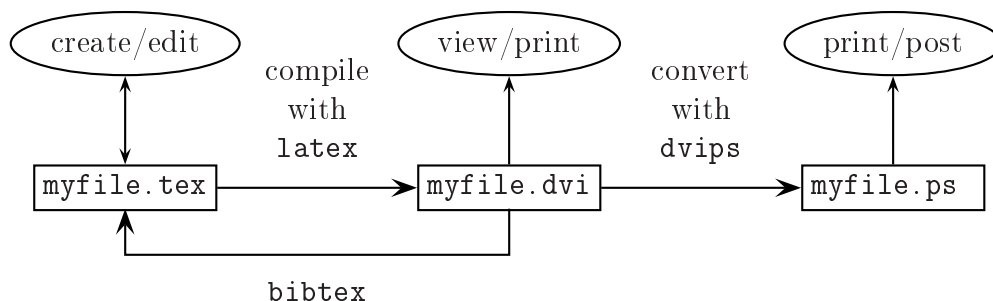 create/edit
view/print
print/post
compile
with
latex
convert
with
dvips
myfile.tex
myfile.dvi
myfile.ps
bibtex